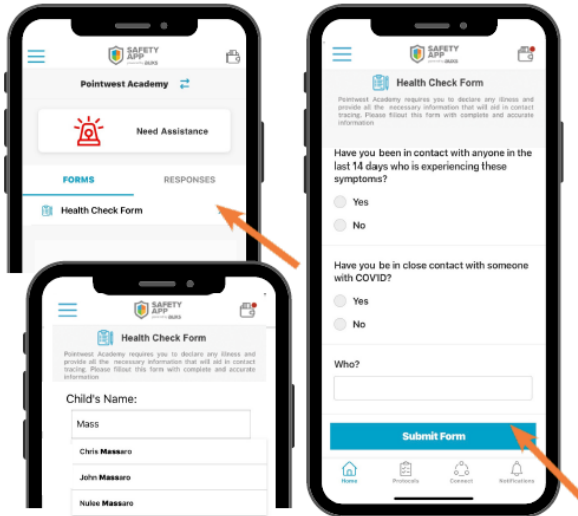 SAFETY
APP
Pointwest Academy
Need Assistance
FORMS
RESPONSES
Health Check Form
SAFETY
APP
Health Check Form
Pointwest Academy requires you to declare any illness and
provide all the necessary information that will aid in contact
tracing. Please fillout this form with complete and accurate
information
Child's Name:
Mass
Chris Massaro
John Massaro
Nulee Massaro
SAFETY
APP
Health Check Form
Pointwest Academy requires you to declare any illness and
provide all the necessary information that will aid in contact
tracing. Please fillout this form with complete and accurate
information
Have you been in contact with anyone in the
last 14 days who is experiencing these
symptoms?
Yes
No
Have you be in close contact with someone
with COV'ID?
Yes
No
Who?
Submit Form
Home
Protocols
Connect
Notifications